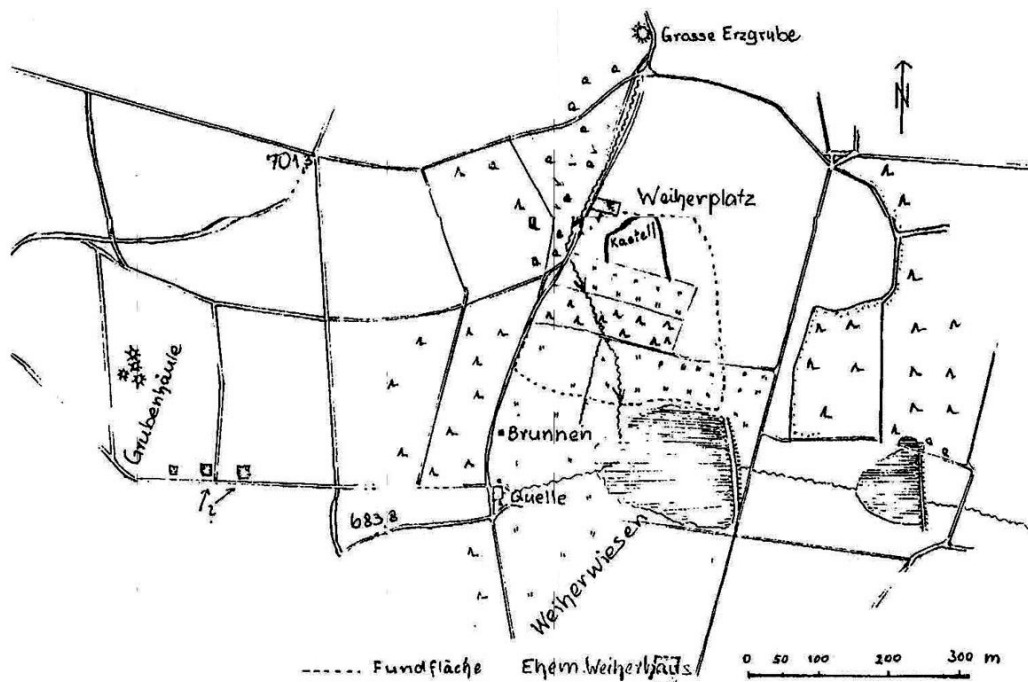 Grosse Erzgrube
N
701,3
Weiherplatz
Kastell
Grubenhäule
Brunnen
?
Quelle
683,8
Weiherwiesen
Fundfläche
Ehem. Weiherhaus
0 50 100 200 300 m